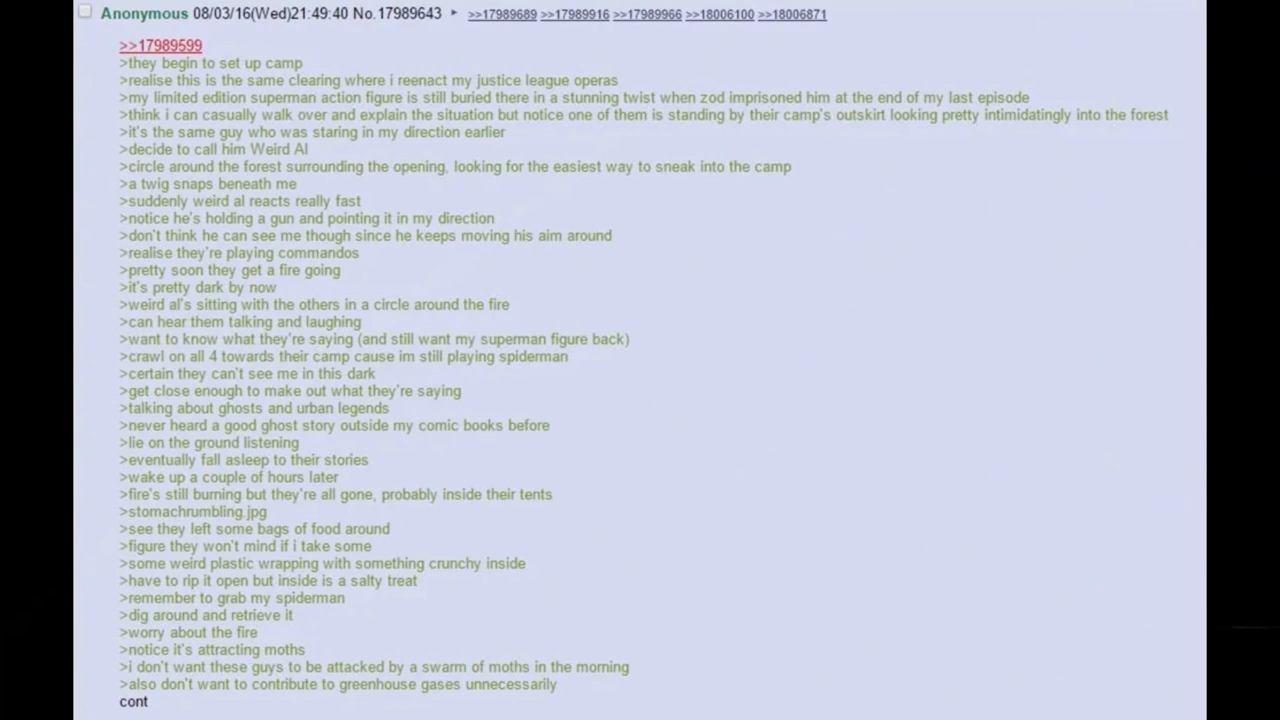 Anonymous 08/03/16(Wed)21:49:40 No.17989643 ▸ >>17989689 >>17989916 >>17989966 >>18006100 >>18006871
>>17989599
>they begin to set up camp
>realise this is the same clearing where i reenact my justice league operas
>my limited edition superman action figure is still buried there in a stunning twist when zod imprisoned him at the end of my last episode
>think i can casually walk over and explain the situation but notice one of them is standing by their camp's outskirt looking pretty intimidatingly into the forest
>it's the same guy who was staring in my direction earlier
>decide to call him Weird Al
>circle around the forest surrounding the opening, looking for the easiest way to sneak into the camp
>a twig snaps beneath me
>suddenly weird al reacts really fast
>notice he's holding a gun and pointing it in my direction
>don't think he can see me though since he keeps moving his aim around
>realise they're playing commandos
>pretty soon they get a fire going
>it's pretty dark by now
>weird al's sitting with the others in a circle around the fire
>can hear them talking and laughing
>want to know what they're saying (and still want my superman figure back)
>crawl on all 4 towards their camp cause im still playing spiderman
>certain they can't see me in this dark
>get close enough to make out what they're saying
>talking about ghosts and urban legends
>never heard a good ghost story outside my comic books before
>lie on the ground listening
>eventually fall asleep to their stories
>wake up a couple of hours later
>fire's still burning but they're all gone, probably inside their tents
>stomachrumbling.jpg
>see they left some bags of food around
>figure they won't mind if i take some
>some weird plastic wrapping with something crunchy inside
>have to rip it open but inside is a salty treat
>remember to grab my spiderman
>dig around and retrieve it
>worry about the fire
>notice it's attracting moths
>i don't want these guys to be attacked by a swarm of moths in the morning
>also don't want to contribute to greenhouse gases unnecessarily
cont